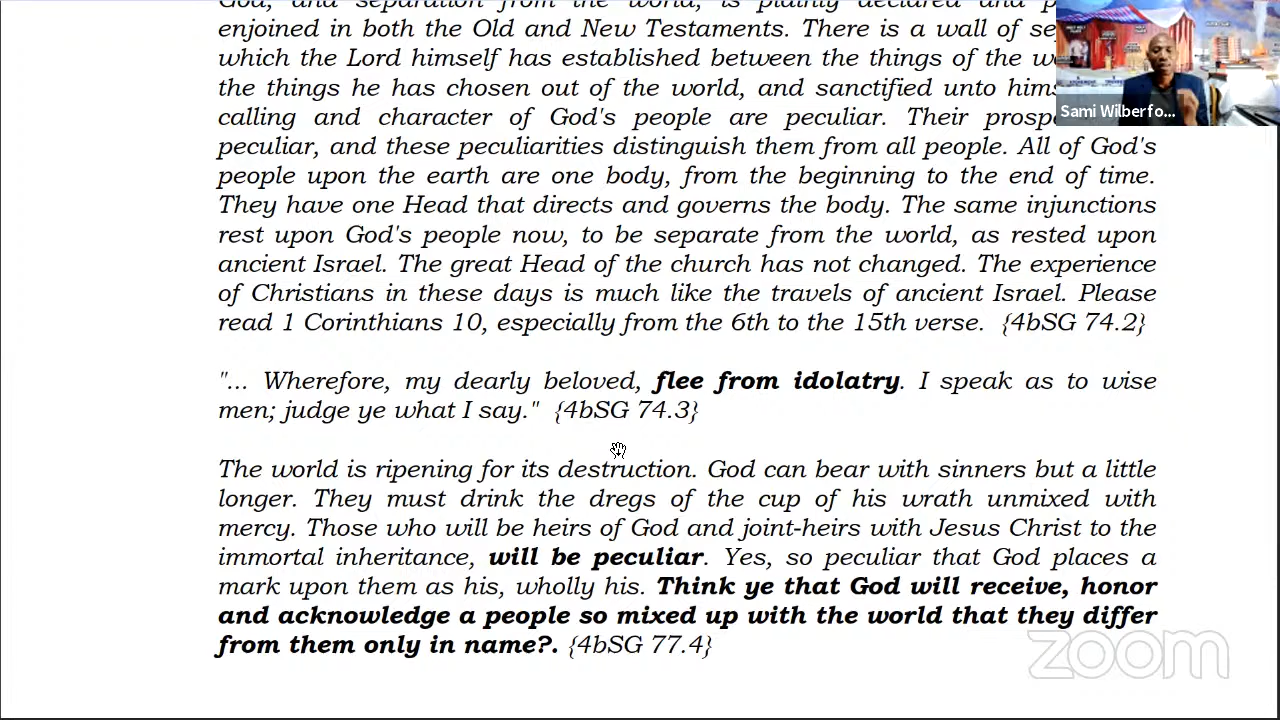 God, and separation from the world, is plainly declared and p
enjoined in both the Old and New Testaments. There is a wall of se
which the Lord himself has established between the things of the w
the things he has chosen out of the world, and sanctified unto hims
calling and character of God's people are peculiar. Their prosp
peculiar, and these peculiarities distinguish them from all people. All of God's
people upon the earth are one body, from the beginning to the end of time.
They have one Head that directs and governs the body. The same injunctions
rest upon God's people now, to be separate from the world, as rested upon
ancient Israel. The great Head of the church has not changed. The experience
of Christians in these days is much like the travels of ancient Israel. Please
read 1 Corinthians 10, especially from the 6th to the 15th verse. {4bSG 74.2}
"... Wherefore, my dearly beloved, flee from idolatry. I speak as to wise
men; judge ye what I say." {4bSG 74.3}
The world is ripening for its destruction. God can bear with sinners but a little
longer. They must drink the dregs of the cup of his wrath unmixed with
mercy. Those who will be heirs of God and joint-heirs with Jesus Christ to the
immortal inheritance, will be peculiar. Yes, so peculiar that God places a
mark upon them as his, wholly his. Think ye that God will receive, honor
and acknowledge a people so mixed up with the world that they differ
from them only in name?. {4bSG 77.4}
Sami Wilberfo...
zoom